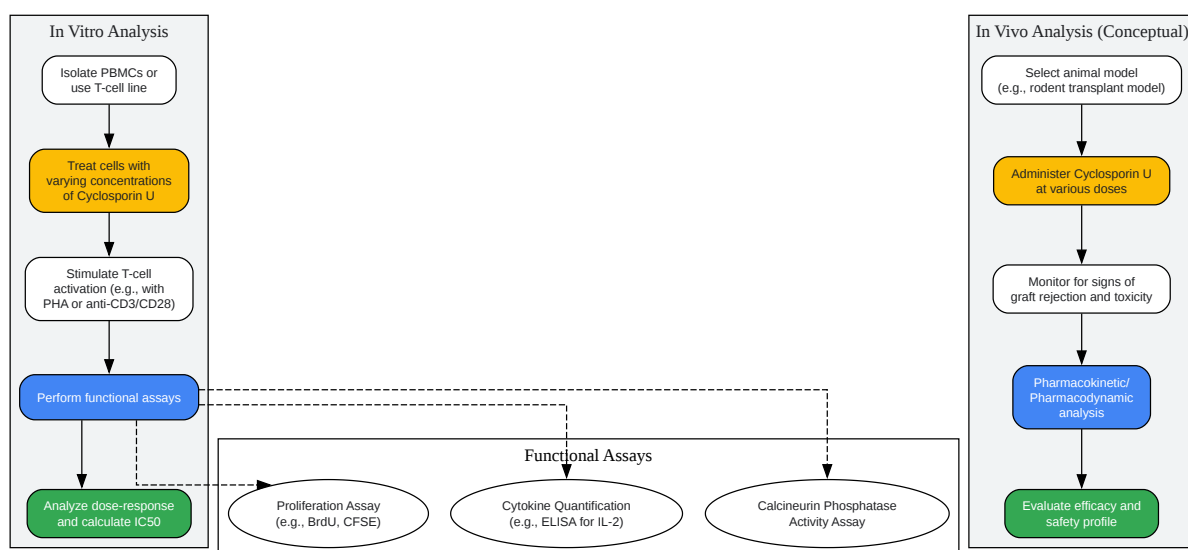 In Vitro Analysis
Isolate PBMCs or
use T-cell line
Treat cells with
varying concentrations
of Cyclosporin U
Stimulate T-cell
activation (e.g., with
PHA or anti-CD3/CD28)
Perform functional assays
Analyze dose-response
and calculate IC50
Functional Assays
Proliferation Assay
(e.g., BrdU, CFSE)
Cytokine Quantification
(e.g., ELISA for IL-2)
Calcineurin Phosphatase
Activity Assay
In Vivo Analysis (Conceptual)
Select animal model
(e.g., rodent transplant model)
Administer Cyclosporin U
at various doses
Monitor for signs of
graft rejection and toxicity
Pharmacokinetic/
Pharmacodynamic
analysis
Evaluate efficacy and
safety profile